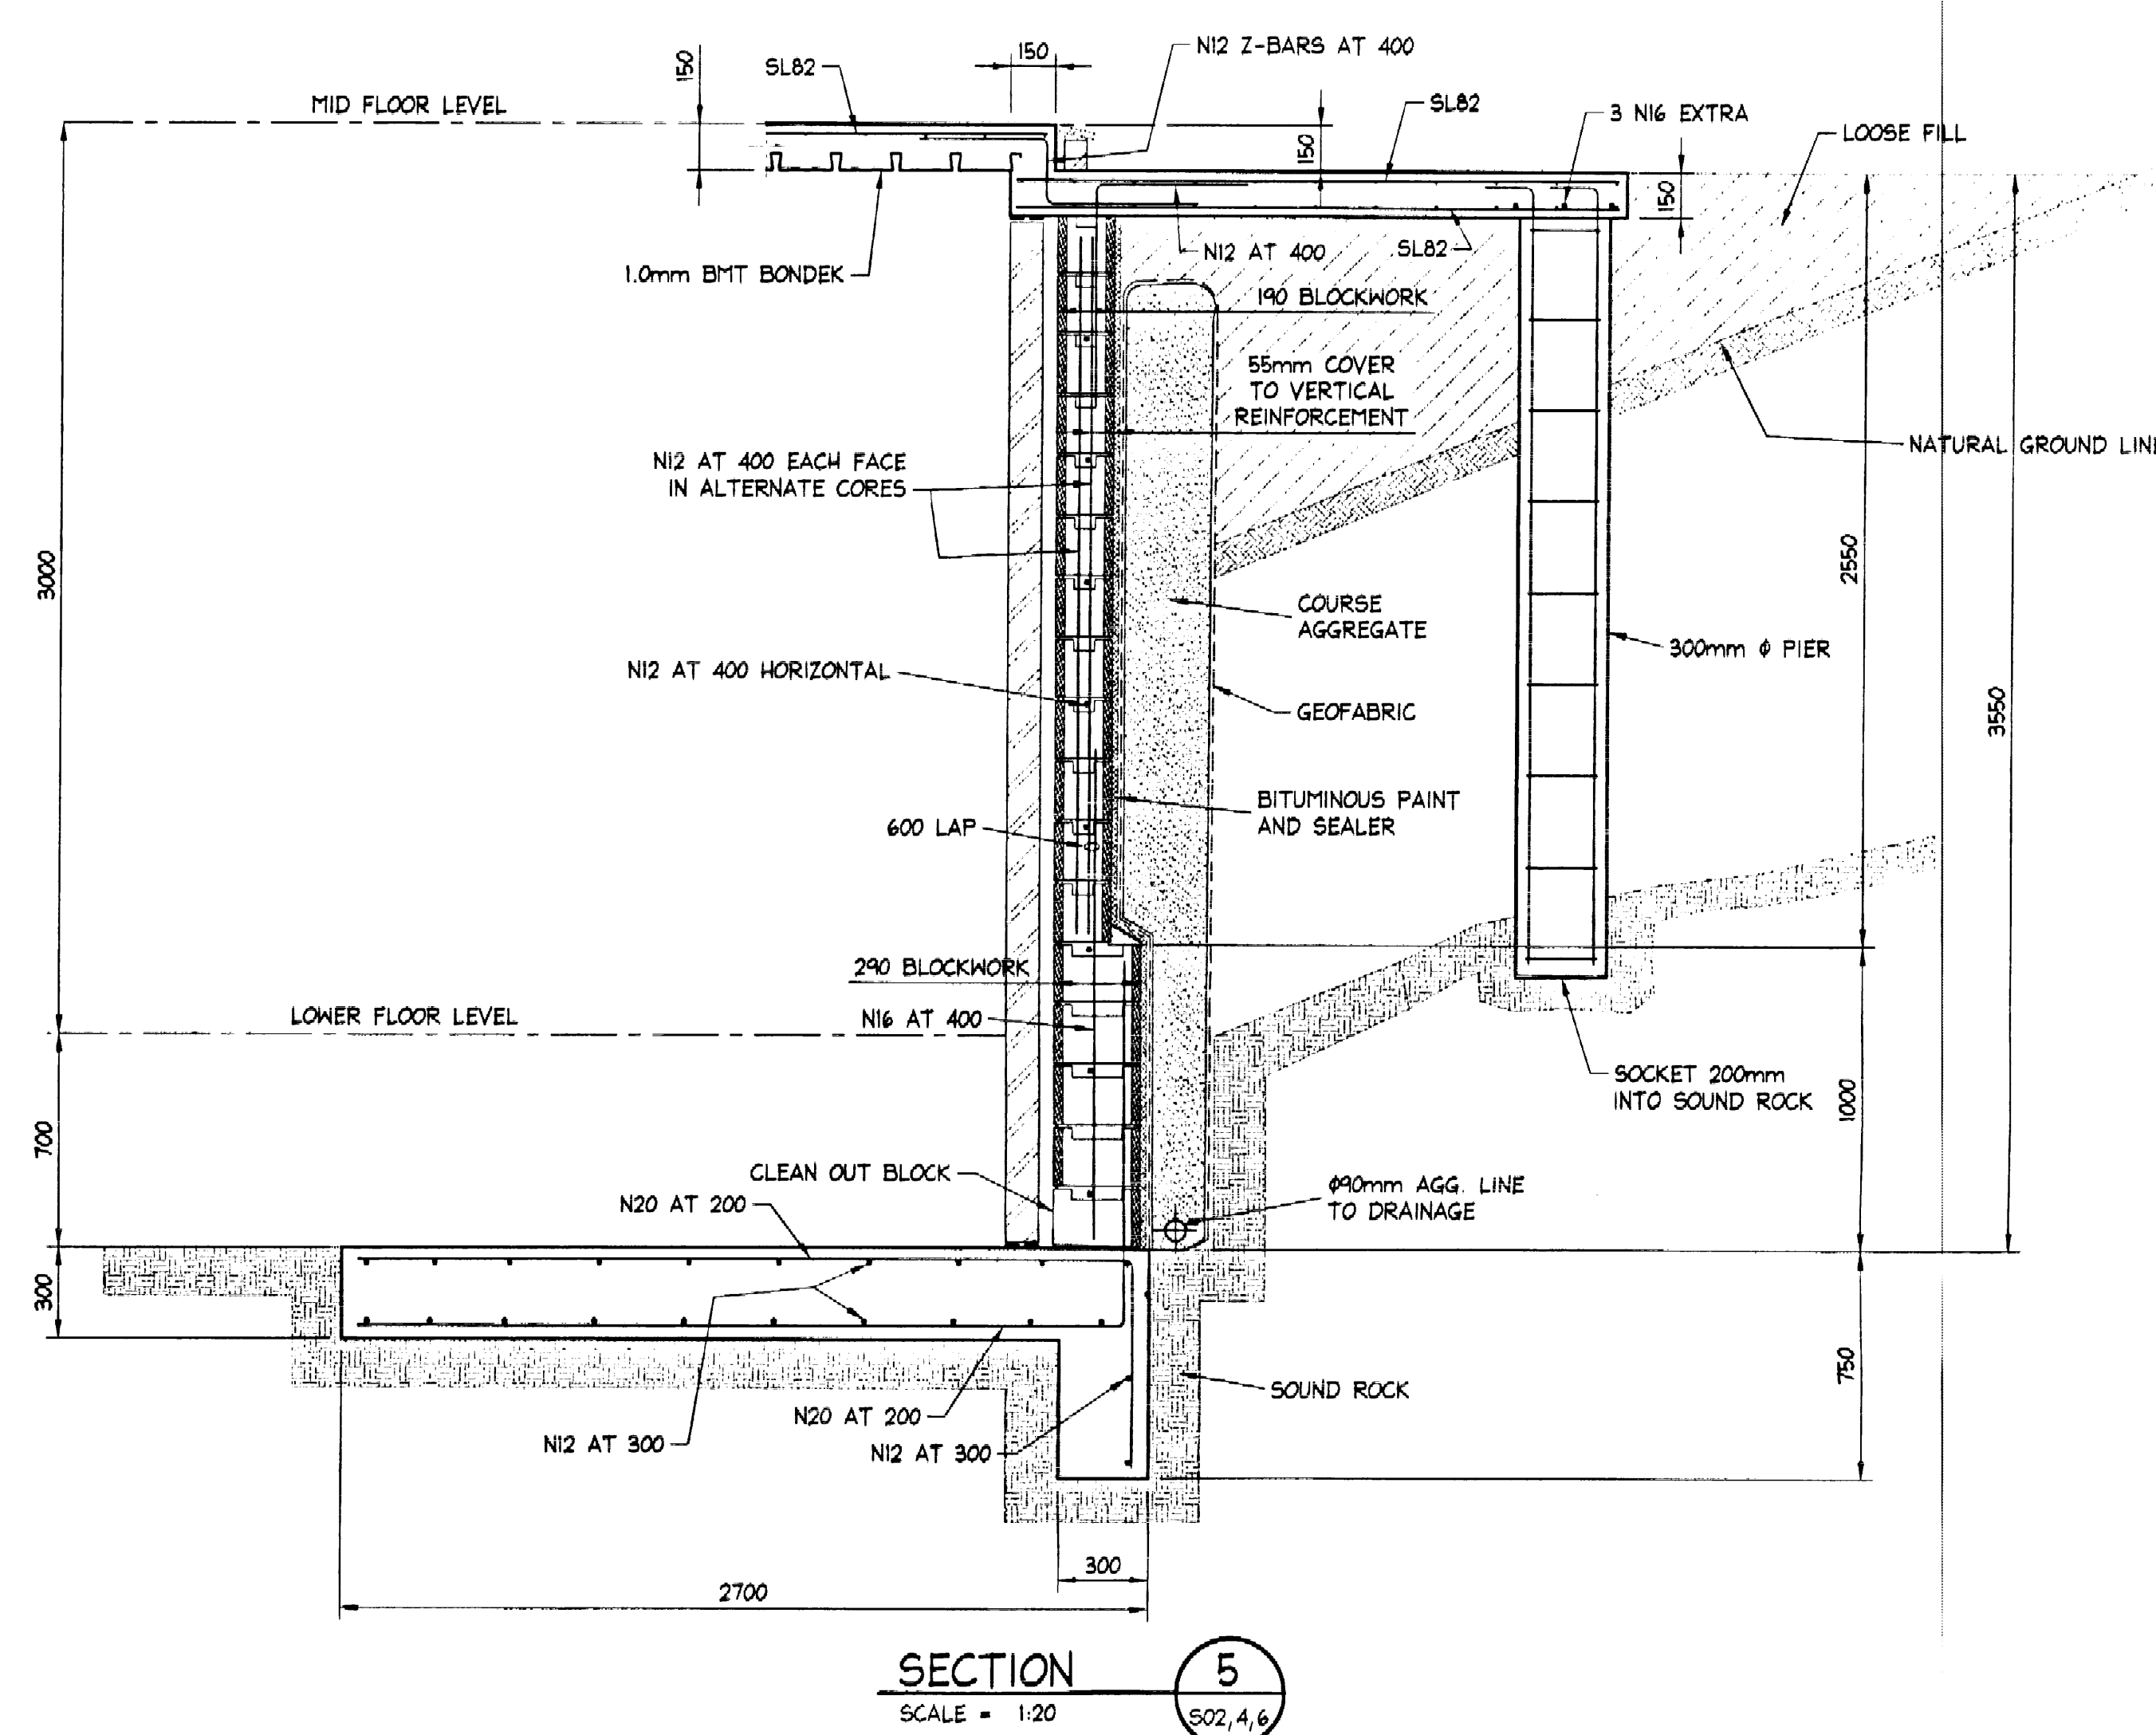 150
SL82
150
N12 Z-BARS AT 400
MID FLOOR LEVEL
SL82
3 N16 EXTRA
LOOSE FILL
150
150
1.0mm BMT BONDEK
N12 AT 400
SL82
190 BLOCKWORK
55mm COVER
TO VERTICAL
REINFORCEMENT
NATURAL GROUND LINE
N12 AT 400 EACH FACE
IN ALTERNATE CORES
3000
2550
COURSE
AGGREGATE
300mm ϕ PIER
N12 AT 400 HORIZONTAL
GEOFABRIC
3550
BITUMINOUS PAINT
AND SEALER
600 LAP
290 BLOCKWORK
LOWER FLOOR LEVEL
N16 AT 400
SOCKET 200mm
INTO SOUND ROCK
1000
700
CLEAN OUT BLOCK
ϕ90mm AGG. LINE
TO DRAINAGE
N20 AT 200
300
750
SOUND ROCK
N20 AT 200
N12 AT 300
N12 AT 300
300
2700
SECTION
5
SCALE = 1:20
S02,4,6